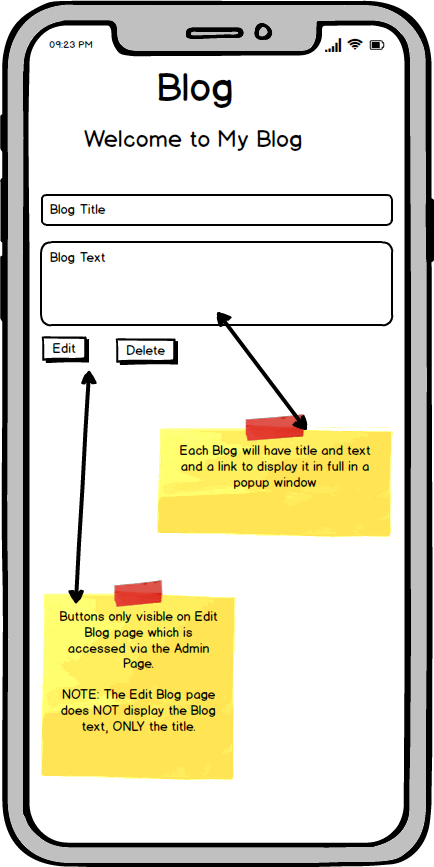 09:23 PM
Blog
Welcome to My Blog
Blog Title
Blog Text
Edit
Delete
Each Blog will have title and text
and a link to display it in full in a
popup window
Buttons only visible on Edit
Blog page which is
accessed via the Admin
Page.
NOTE: The Edit Blog page
does NOT display the Blog
text, ONLY the title.